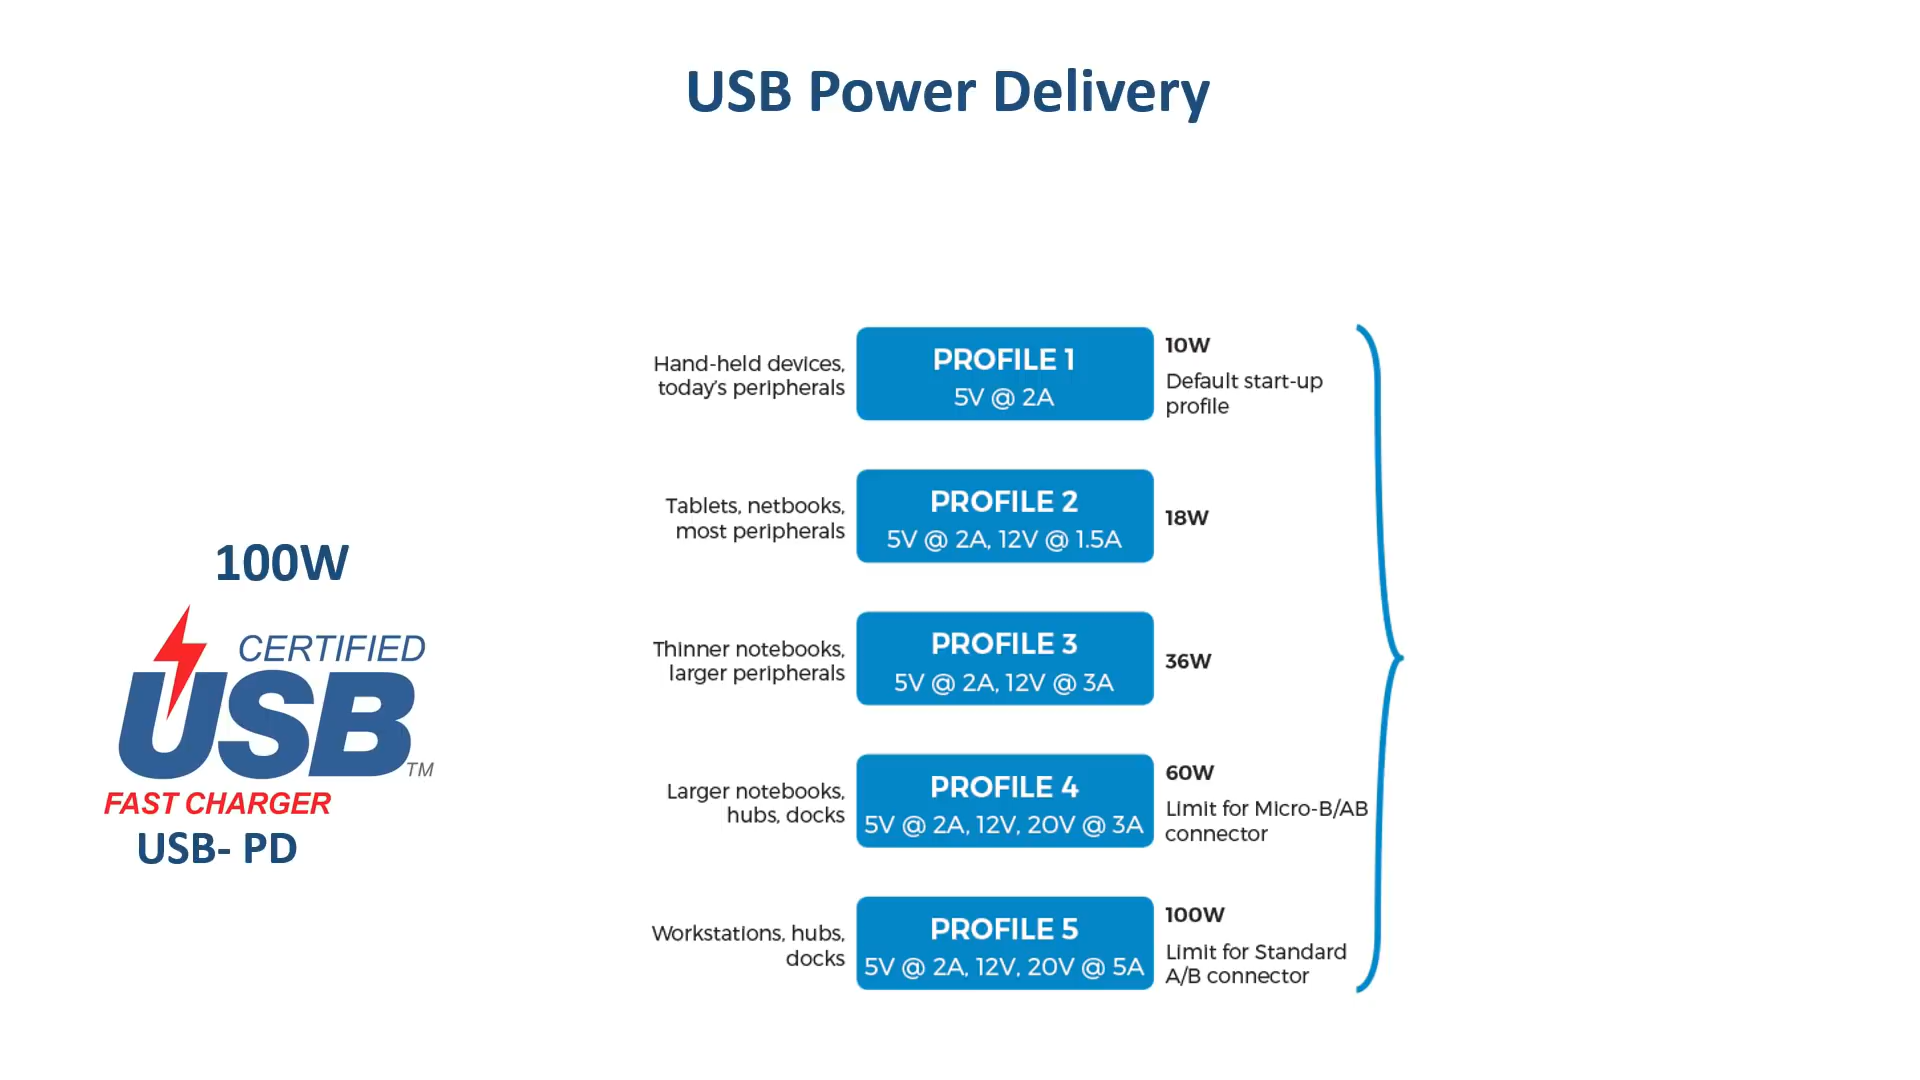 USB Power Delivery
Hand-held devices,
today's peripherals
PROFILE 1
5V @ 2A
10W
Default start-up
profile
Tablets, netbooks,
most peripherals
PROFILE 2
5V @ 2A, 12V @ 1.5A
18W
Thinner notebooks,
larger peripherals
PROFILE 3
5V @ 2A, 12V @ 3A
36W
Larger notebooks,
hubs, docks
PROFILE 4
5V @ 2A, 12V, 20V @ 3A
60W
Limit for Micro-B/AB
connector
Workstations, hubs,
docks
PROFILE 5
5V @ 2A, 12V, 20V @ 5A
100W
Limit for Standard
A/B connector
100W
CERTIFIED
USB TM
FAST CHARGER
USB- PD